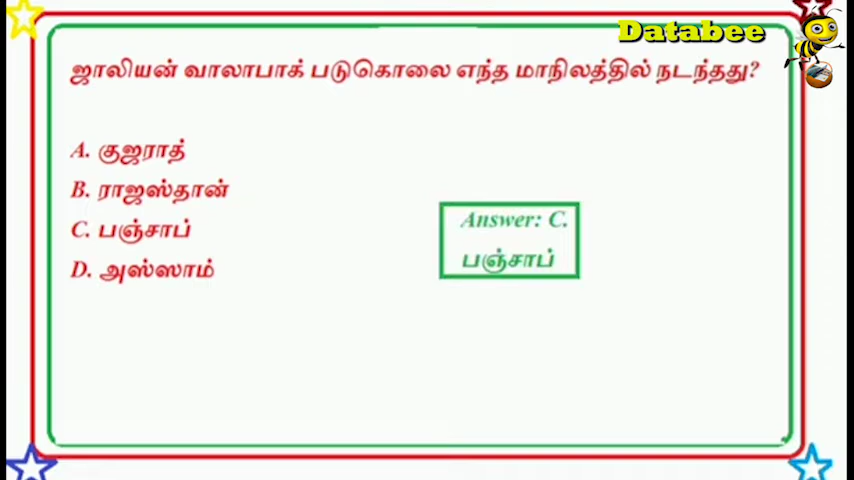 Databee
ஜாலியன் வாலாபாக் படுகொலை எந்த மாநிலத்தில் நடந்தது?
A. குஜராத்
B. ராஜஸ்தான்
C. பஞ்சாப்
D. அஸ்ஸாம்
Answer: C.
பஞ்சாப்